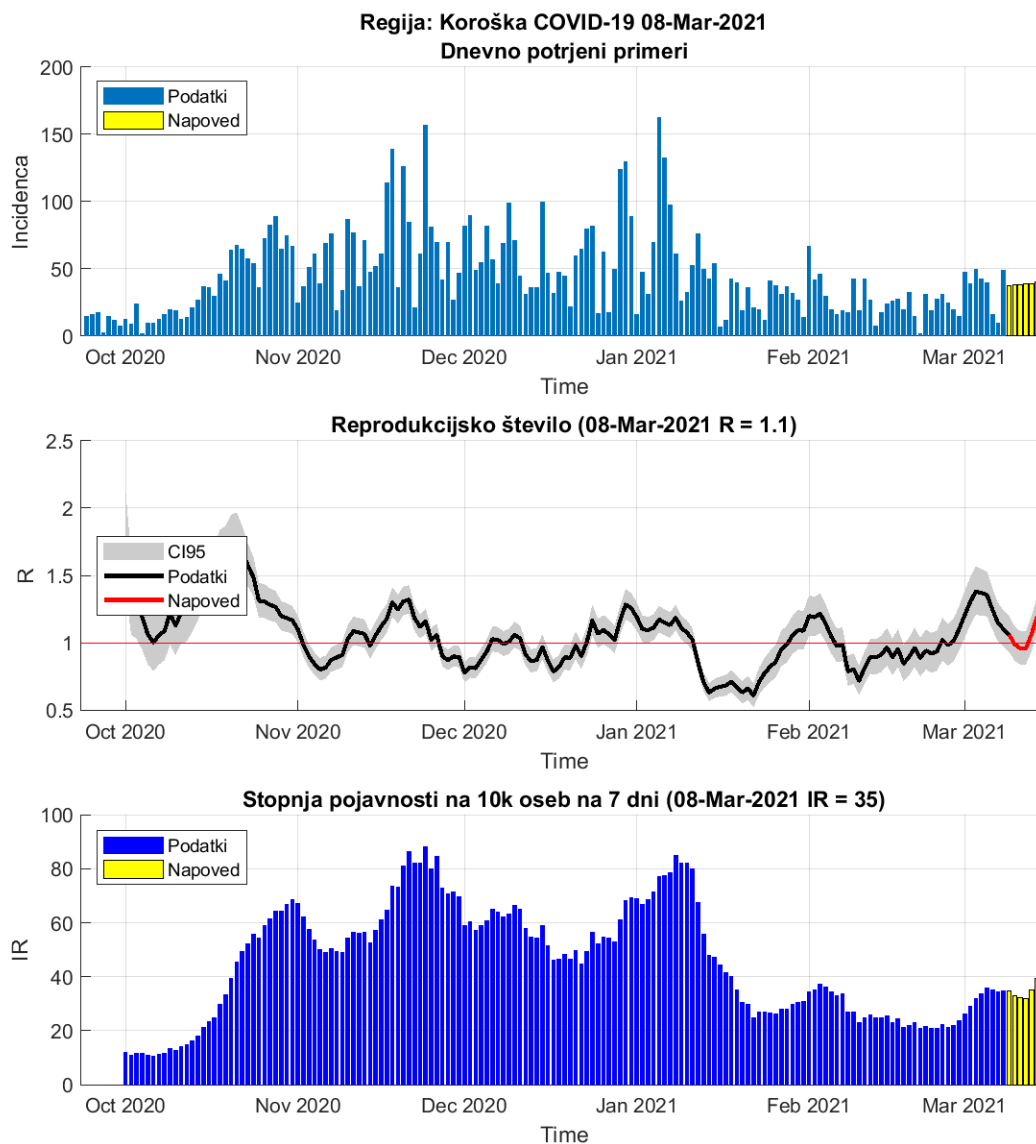 Regija: Koroška COVID-19 08-Mar-2021
Dnevno potrjeni primeri
200
150
100
50
0
Incidenca
Podatki
Napoved
Oct 2020 Nov 2020 Dec 2020 Jan 2021 Feb 2021 Mar 2021
Time
Reprodukcijsko število (08-Mar-2021 R = 1.1)
2.5
2
1.5
1
0.5
R
CI95
Podatki
Napoved
Oct 2020 Nov 2020 Dec 2020 Jan 2021 Feb 2021 Mar 2021
Time
Stopnja pojavnosti na 10k oseb na 7 dni (08-Mar-2021 IR = 35)
100
80
60
40
20
0
IR
Podatki
Napoved
Oct 2020 Nov 2020 Dec 2020 Jan 2021 Feb 2021 Mar 2021
Time